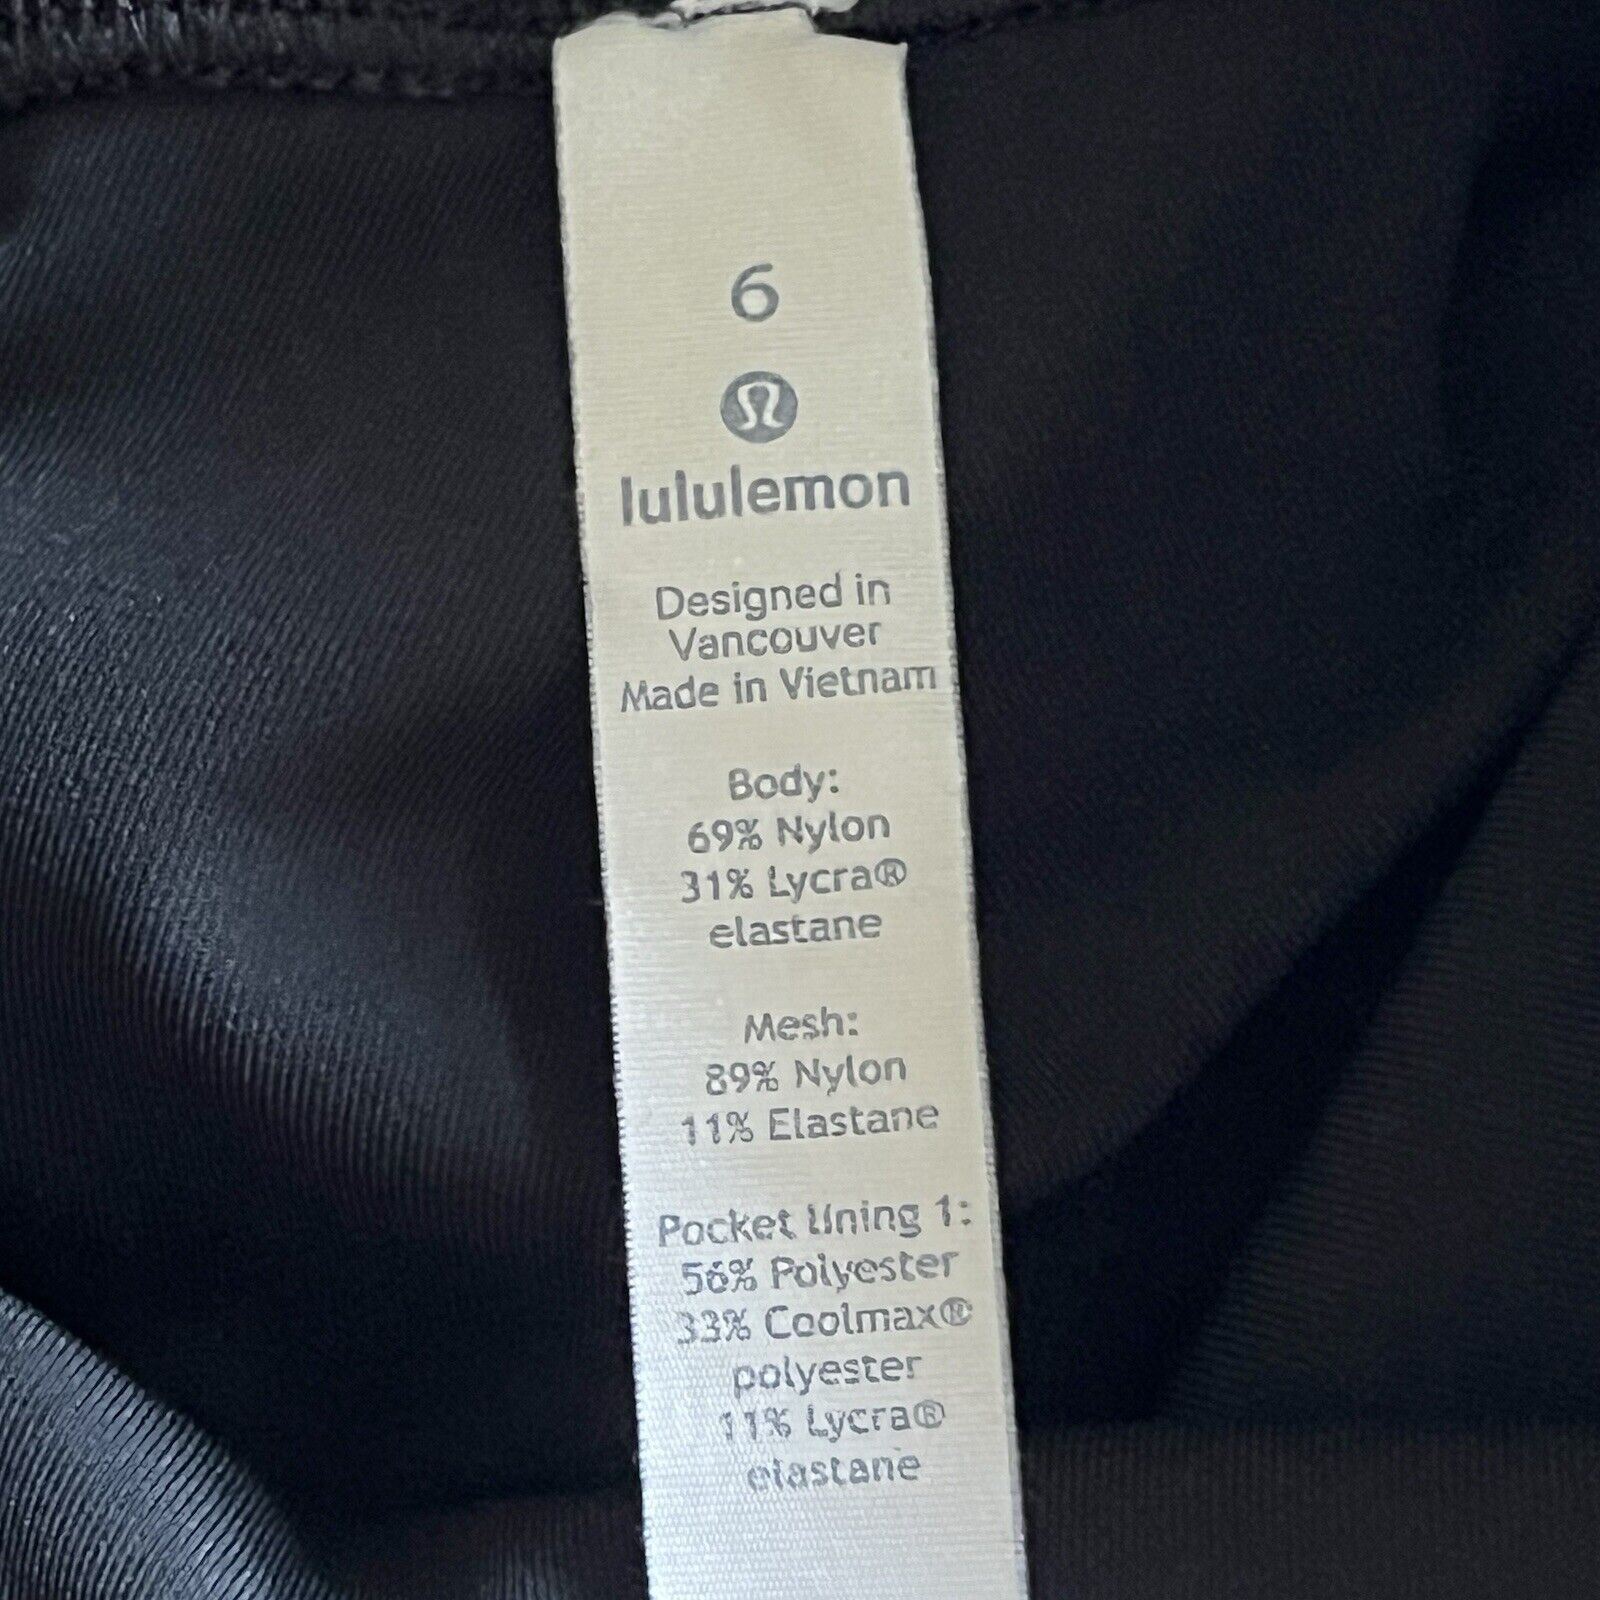 6
lululemon
Designed in
Vancouver
Made in Vietnam
Body:
69% Nylon
31% Lycra®
elastane
Mesh:
89% Nylon
11% Elastane
Pocket lining 1:
56% Polyester
33% Coolmax®
polyester
11% Lycra®
elastane